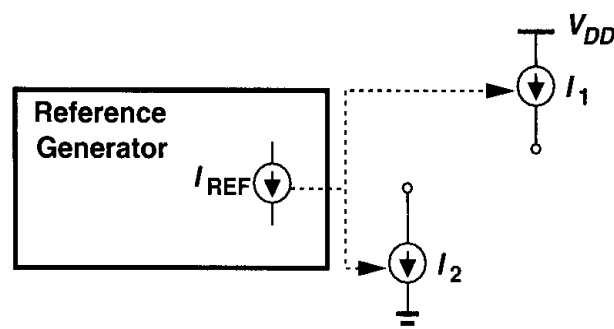 V_DD
Reference
Generator
I_REF
I_1
I_2